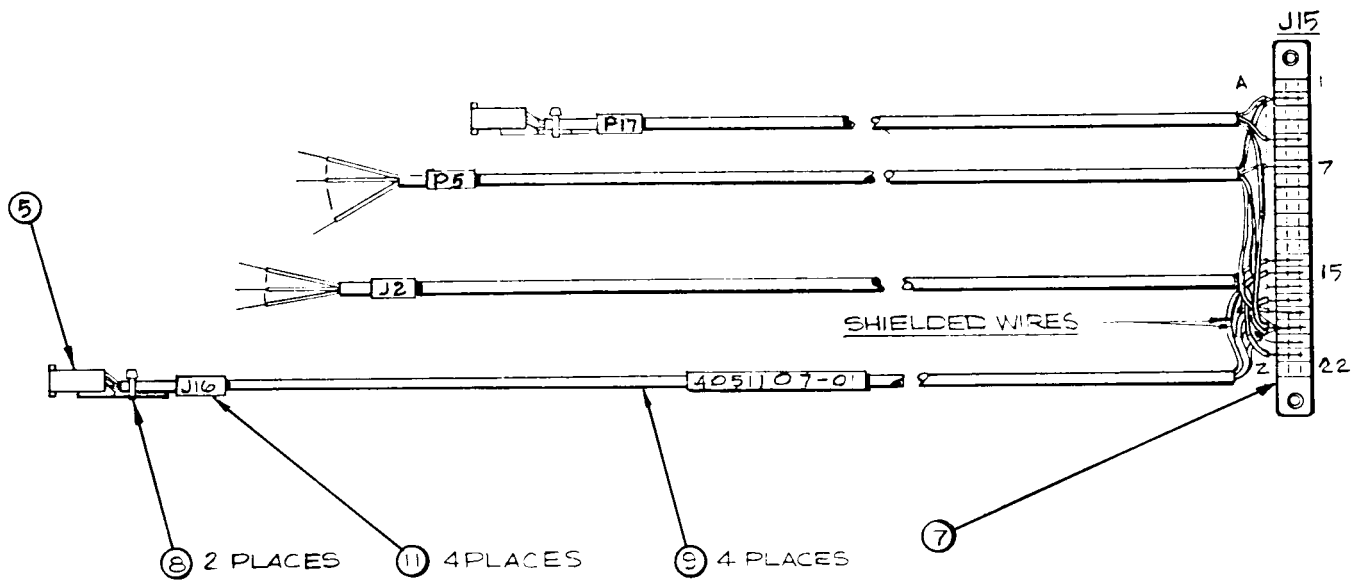 J15
A 1
P17
P5 7
5
J2 15
SHIELDED WIRES
J16 4051107-01 Z 22
8 2 PLACES
11 4 PLACES
9 4 PLACES
7